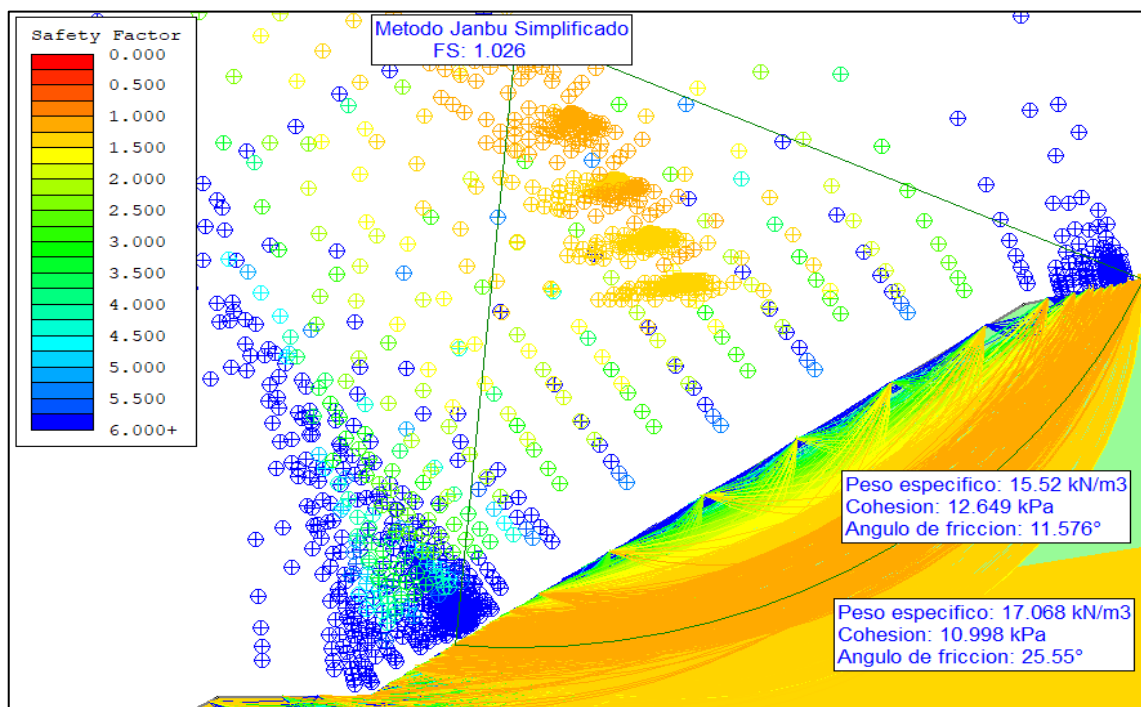 Metodo Janbu Simplificado
FS: 1.026
Safety Factor
0.000
0.500
1.000
1.500
2.000
2.500
3.000
3.500
4.000
4.500
5.000
5.500
6.000+
Peso especifico: 15.52 kN/m3
Cohesion: 12.649 kPa
Angulo de friccion: 11.576°
Peso especifico: 17.068 kN/m3
Cohesion: 10.998 kPa
Angulo de friccion: 25.55°